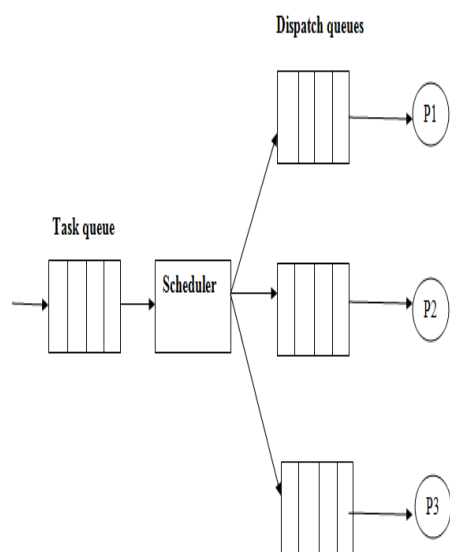 Dispatch queues
P1
Task queue
Scheduler
P2
P3